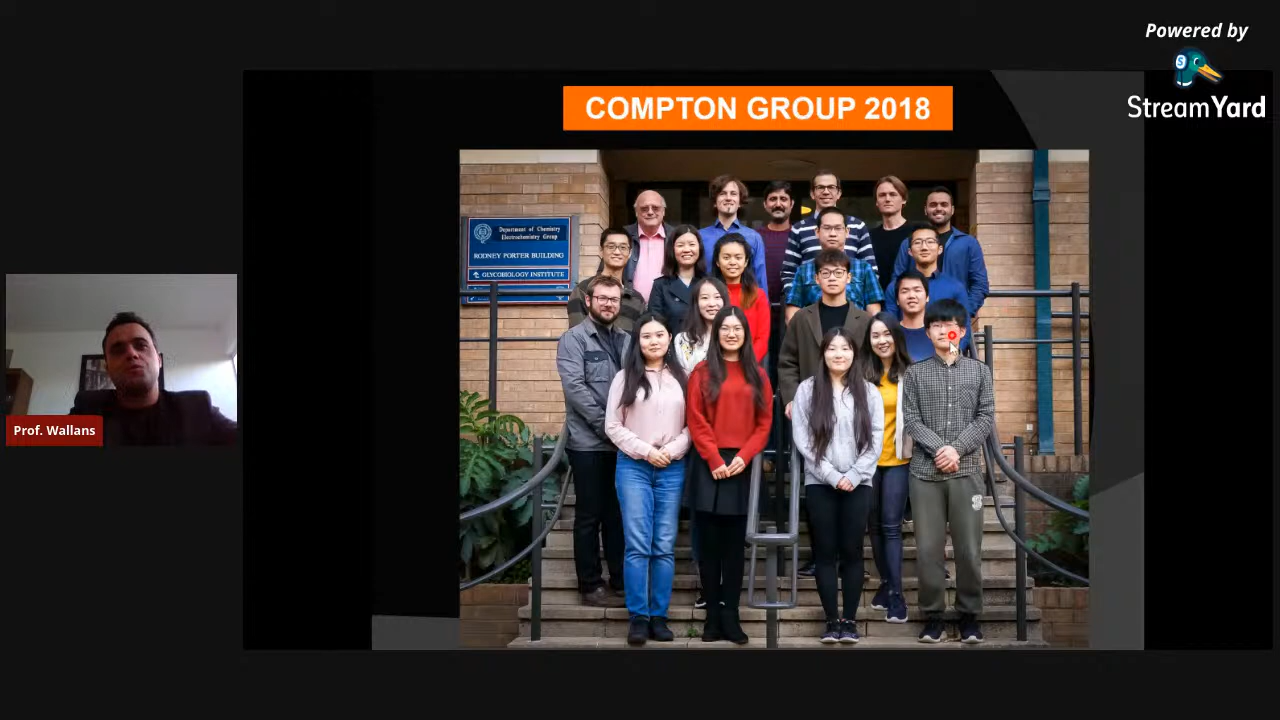 Powered by
StreamYard
COMPTON GROUP 2018
Department of Chemistry
Electrochemistry Group
RODNEY PORTER BUILDING
GLYCOBIOLOGY INSTITUTE
Prof. Wallans
S